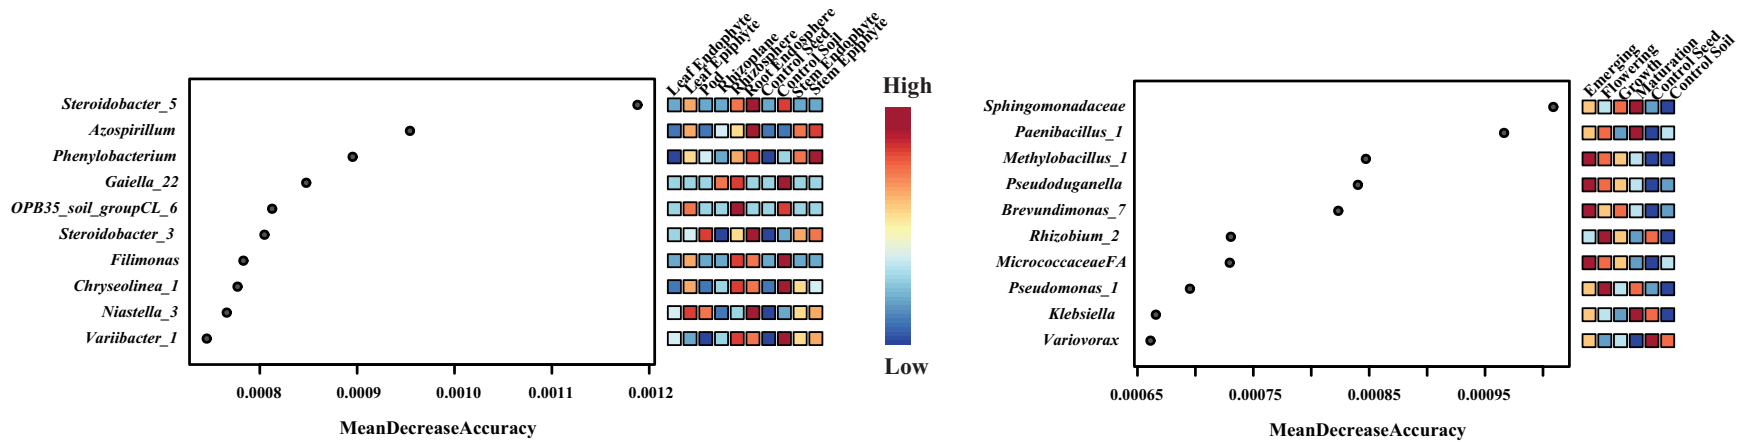 Leaf Endophyte
Leaf Epiphyte
Pod
Rhizoplane
Rhizosphere
Root Endosphere
Control Seed
Control Soil
Stem Endophyte
Stem Epiphyte
Steroidobacter_5
Azospirillum
Phenylobacterium
Gaiella_22
OPB35_soil_groupCL_6
Steroidobacter_3
Filimonas
Chryseolinea_1
Niastella_3
Variibacter_1
0.0008 0.0009 0.0010 0.0011 0.0012
MeanDecreaseAccuracy
High
Low
Emerging
Flowering
Growth
Maturation
Control Seed
Control Soil
Sphingomonadaceae
Paenibacillus_1
Methylobacillus_1
Pseudoduganella
Brevundimonas_7
Rhizobium_2
MicrococcaceaeFA
Pseudomonas_1
Klebsiella
Variovorax
0.00065 0.00075 0.00085 0.00095
MeanDecreaseAccuracy